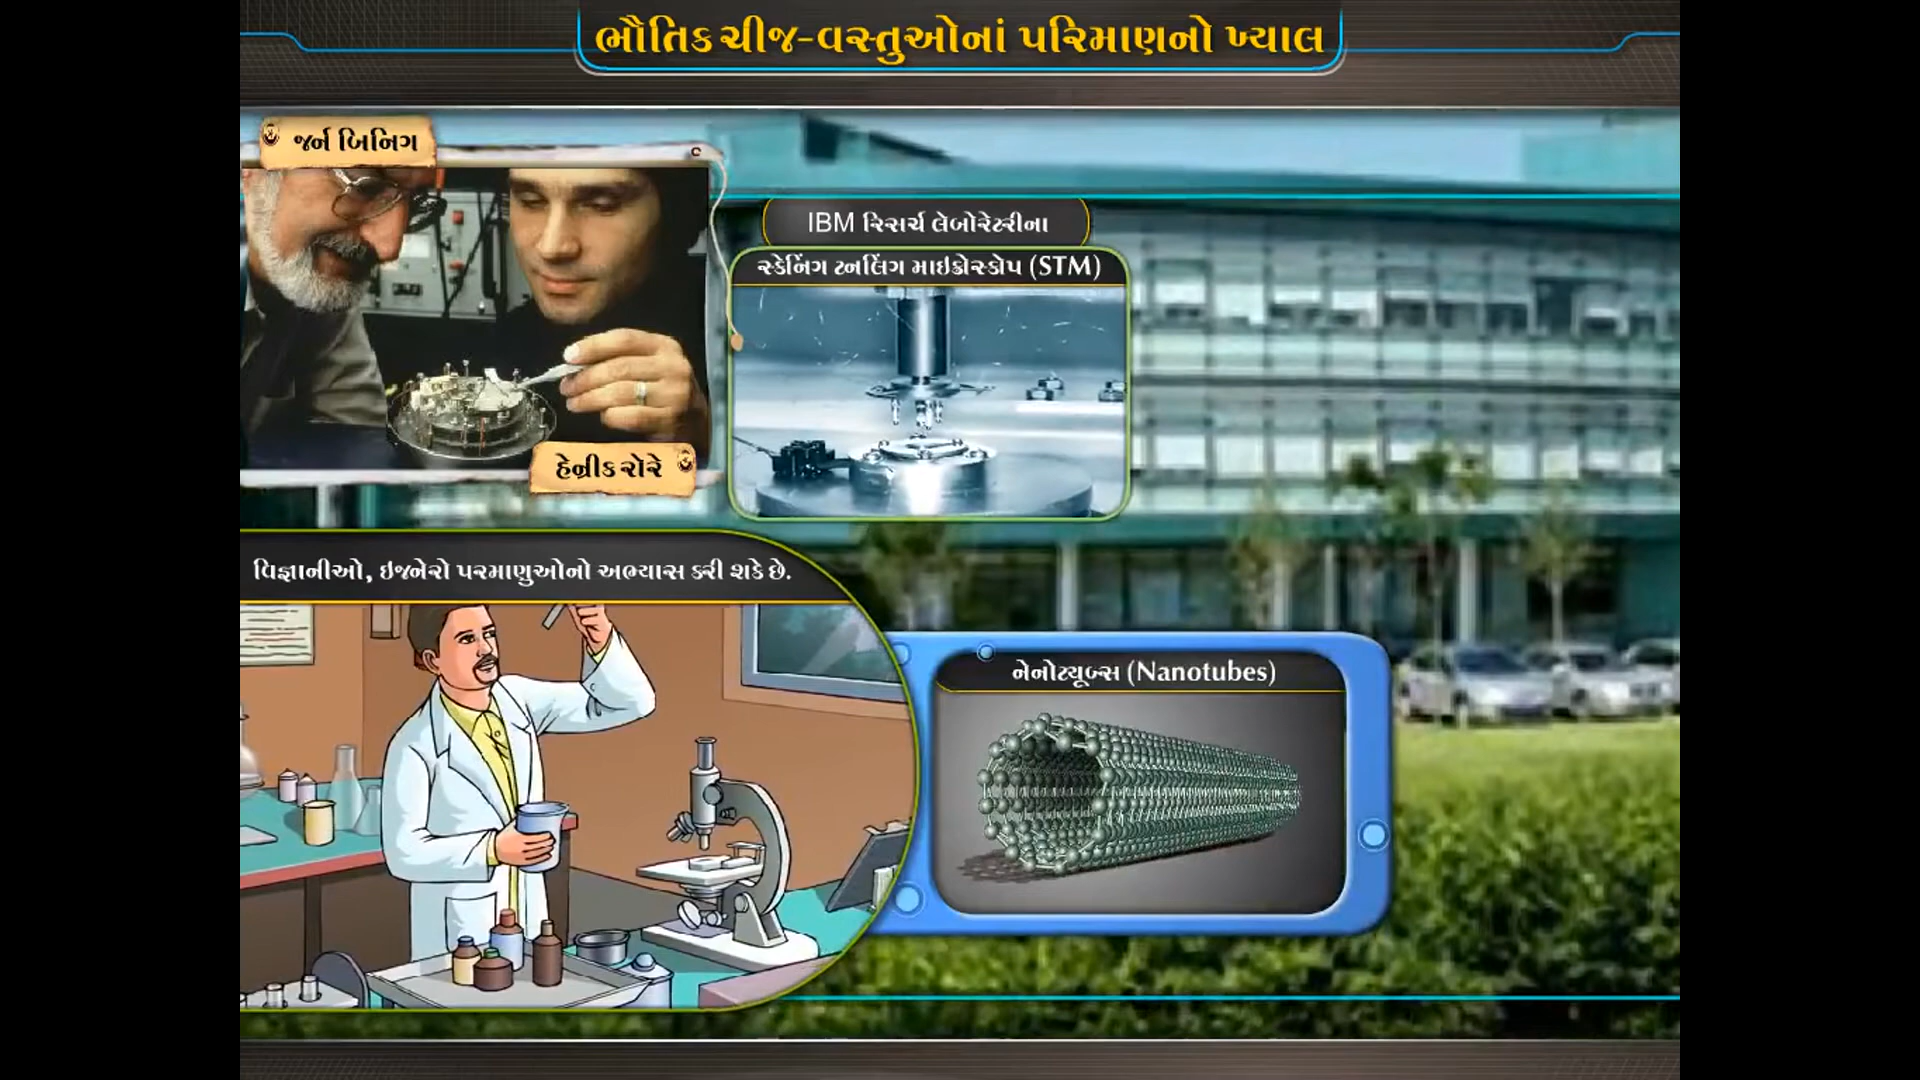 ભૌતિક ચીજ-વસ્તુઓનાં પરિમાણનો ખ્યાલ
જર્ન બિનિગ
IBM રિસર્ચ લેબોરેટરીના
સ્કેનિંગ ટનલિંગ માઇક્રોસ્કોપ (STM)
હેન્રીક રોરે
વિજ્ઞાનીઓ, ઇજનેરો પરમાણુઓનો અભ્યાસ કરી શકે છે.
નેનોટ્યૂબ્સ (Nanotubes)